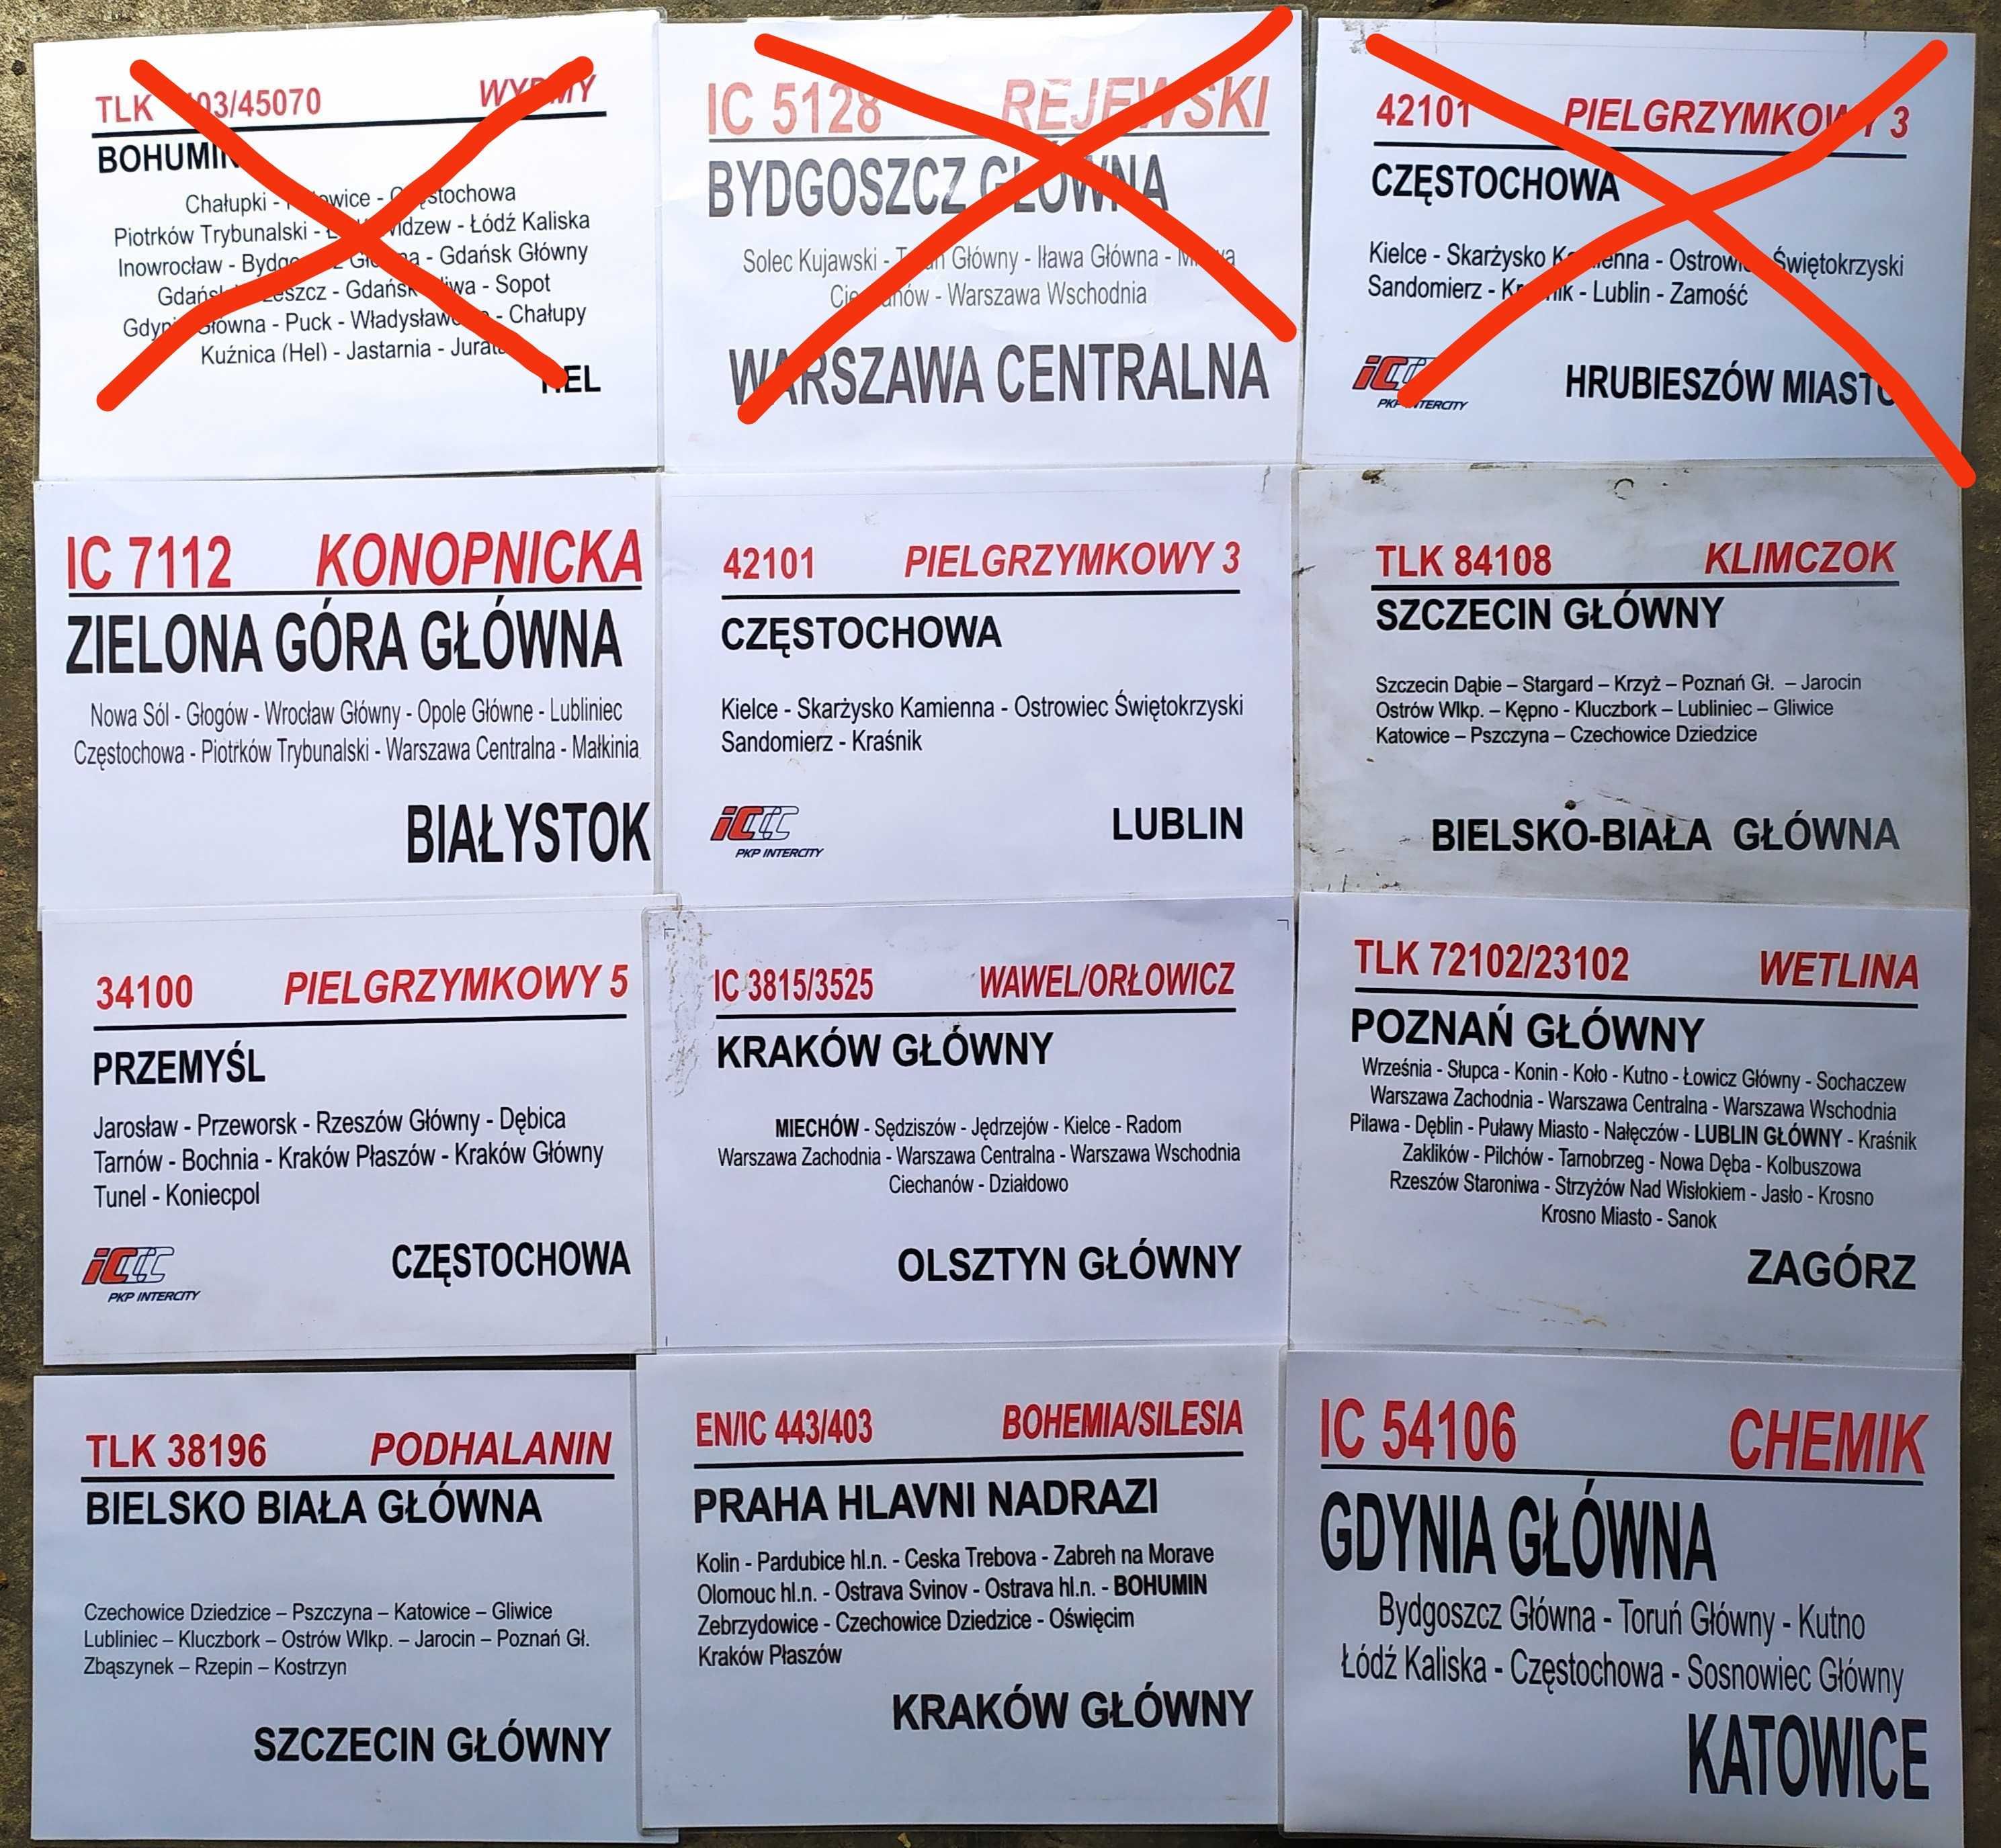 TLK 03/45070 WYDMY
BOHUMIN
Chałupki - Katowice - Częstochowa
Piotrków Trybunalski - Widzew - Łódź Kaliska
Inowrocław - Bydgoszcz Główna - Gdańsk Główny
Gdańsk Wrzeszcz - Gdańsk Oliwa - Sopot
Gdynia Główna - Puck - Władysławowo - Chałupy
Kuźnica (Hel) - Jastarnia - Jurata
HEL
IC 5128 REJEWSKI
BYDGOSZCZ GŁÓWNA
Solec Kujawski - Toruń Główny - Iława Główna - Mława
Ciechanów - Warszawa Wschodnia
WARSZAWA CENTRALNA
42101 PIELGRZYMKOWY 3
CZĘSTOCHOWA
Kielce - Skarżysko Kamienna - Ostrowiec Świętokrzyski
Sandomierz - Kraśnik - Lublin - Zamość
HRUBIESZÓW MIASTO
PKP INTERCITY
IC 7112 KONOPNICKA
ZIELONA GÓRA GŁÓWNA
Nowa Sól - Głogów - Wrocław Główny - Opole Główne - Lubliniec
Częstochowa - Piotrków Trybunalski - Warszawa Centralna - Małkinia
BIAŁYSTOK
42101 PIELGRZYMKOWY 3
CZĘSTOCHOWA
Kielce - Skarżysko Kamienna - Ostrowiec Świętokrzyski
Sandomierz - Kraśnik
IC LUBLIN
PKP INTERCITY
TLK 84108 KLIMCZOK
SZCZECIN GŁÓWNY
Szczecin Dąbie – Stargard – Krzyż – Poznań Gł. – Jarocin
Ostrów Wlkp. – Kępno - Kluczbork – Lubliniec – Gliwice
Katowice – Pszczyna – Czechowice Dziedzice
BIELSKO-BIAŁA GŁÓWNA
34100 PIELGRZYMKOWY 5
PRZEMYŚL
Jarosław - Przeworsk - Rzeszów Główny - Dębica
Tarnów - Bochnia - Kraków Płaszów - Kraków Główny
Tunel - Koniecpol
IC CZĘSTOCHOWA
PKP INTERCITY
IC 3815/3525 WAWEL/ORŁOWICZ
KRAKÓW GŁÓWNY
MIECHÓW - Sędziszów - Jędrzejów - Kielce - Radom
Warszawa Zachodnia - Warszawa Centralna - Warszawa Wschodnia
Ciechanów - Działdowo
OLSZTYN GŁÓWNY
TLK 72102/23102 WETLINA
POZNAŃ GŁÓWNY
Września - Słupca - Konin - Koło - Kutno - Łowicz Główny - Sochaczew
Warszawa Zachodnia - Warszawa Centralna - Warszawa Wschodnia
Pilawa - Dęblin - Puławy Miasto - Nałęczów - LUBLIN GŁÓWNY - Kraśnik
Zaklików - Pilchów - Tarnobrzeg - Nowa Dęba - Kolbuszowa
Rzeszów Staroniwa - Strzyżów Nad Wisłokiem - Jasło - Krosno
Krosno Miasto - Sanok
ZAGÓRZ
TLK 38196 PODHALANIN
BIELSKO BIAŁA GŁÓWNA
Czechowice Dziedzice – Pszczyna – Katowice – Gliwice
Lubliniec – Kluczbork – Ostrów Wlkp. – Jarocin – Poznań Gł.
Zbąszynek – Rzepin – Kostrzyn
SZCZECIN GŁÓWNY
EN/IC 443/403 BOHEMIA/SILESIA
PRAHA HLAVNI NADRAZI
Kolin - Pardubice hl.n. - Ceska Trebova - Zabreh na Morave
Olomouc hl.n. - Ostrava Svinov - Ostrava hl.n. - BOHUMIN
Zebrzydowice - Czechowice Dziedzice - Oświęcim
Kraków Płaszów
KRAKÓW GŁÓWNY
IC 54106 CHEMIK
GDYNIA GŁÓWNA
Bydgoszcz Główna - Toruń Główny - Kutno
Łódź Kaliska - Częstochowa - Sosnowiec Główny
KATOWICE